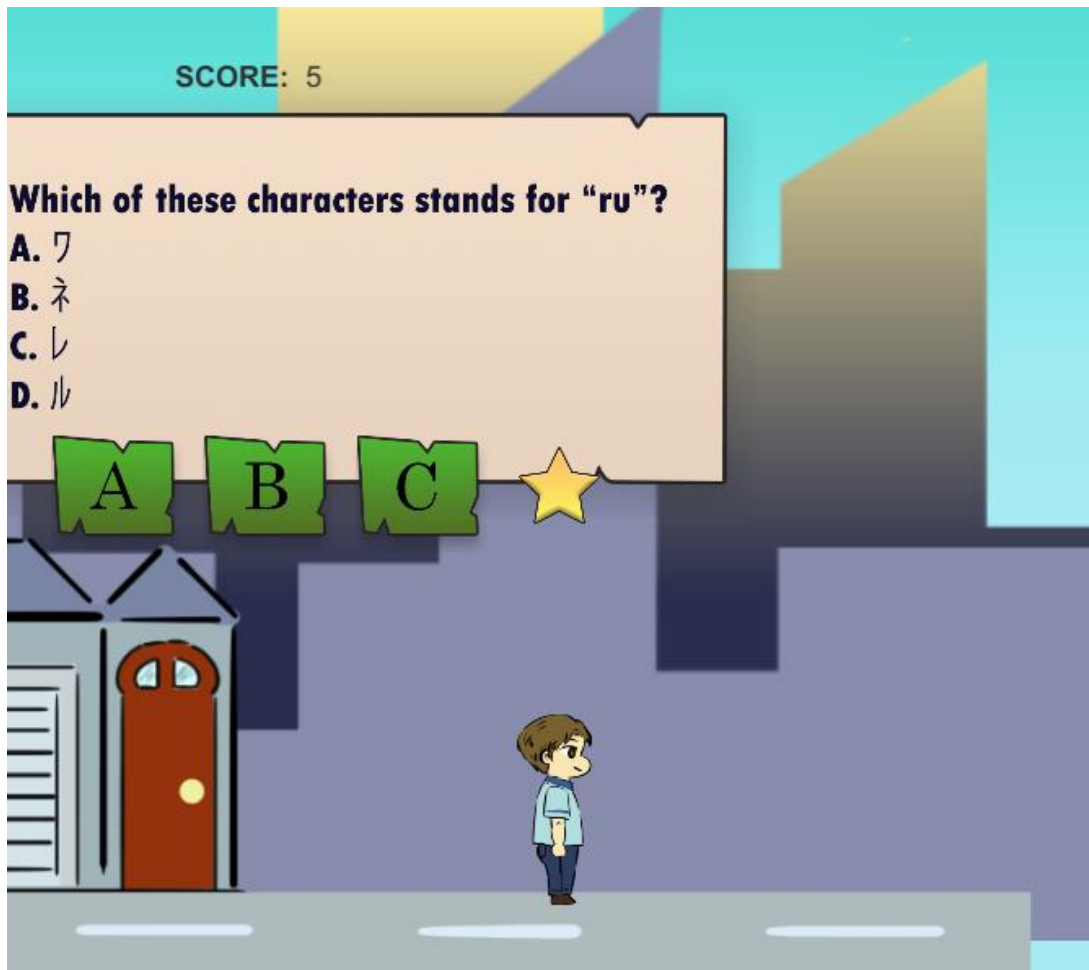 SCORE: 5
Which of these characters stands for “ru”?
A. ワ
B. ネ
C. レ
D. ル
A B C